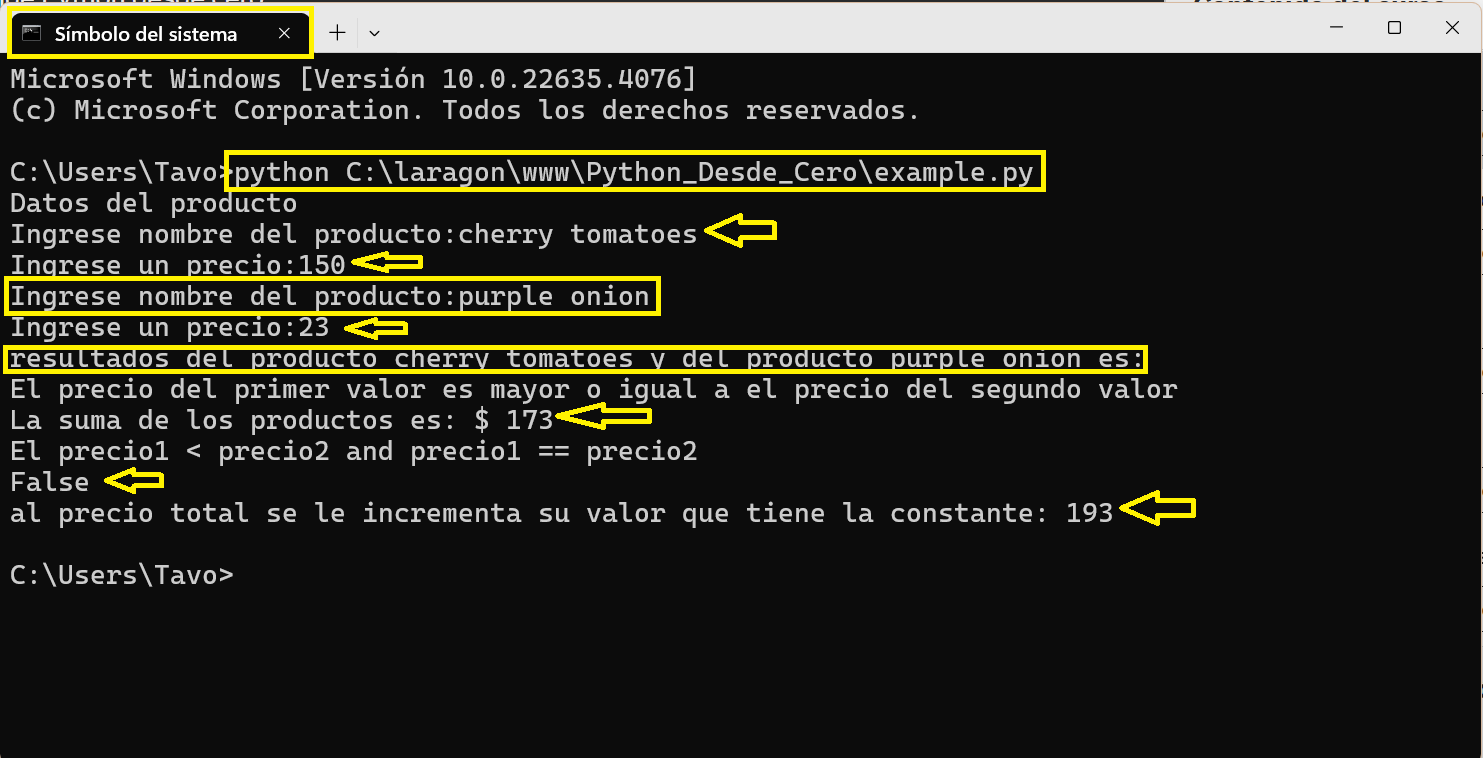 Símbolo del sistema
Microsoft Windows [Versión 10.0.22635.4076]
(c) Microsoft Corporation. Todos los derechos reservados.
C:\Users\Tavo>python C:\laragon\www\Python_Desde_Cero\example.py
Datos del producto
Ingrese nombre del producto:cherry tomatoes
Ingrese un precio:150
Ingrese nombre del producto:purple onion
Ingrese un precio:23
resultados del producto cherry tomatoes y del producto purple onion es:
El precio del primer valor es mayor o igual a el precio del segundo valor
La suma de los productos es: $ 173
El precio1 < precio2 and precio1 == precio2
False
al precio total se le incrementa su valor que tiene la constante: 193
C:\Users\Tavo>